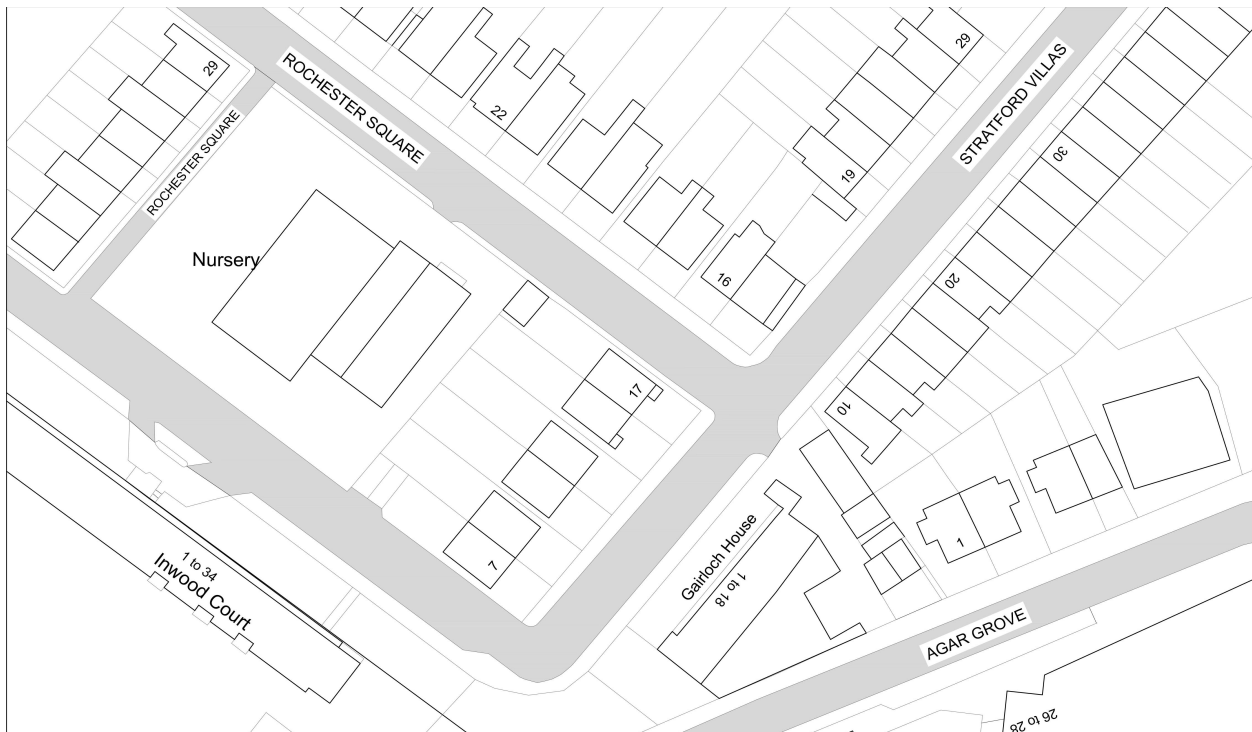 29
ROCHESTER SQUARE
29
22
STRATFORD VILLAS
ROCHESTER SQUARE
30
19
Nursery
16
20
17
10
1 to 34
Inwood Court
7
Gairloch House
1 to 18
1
AGAR GROVE
26 to 28